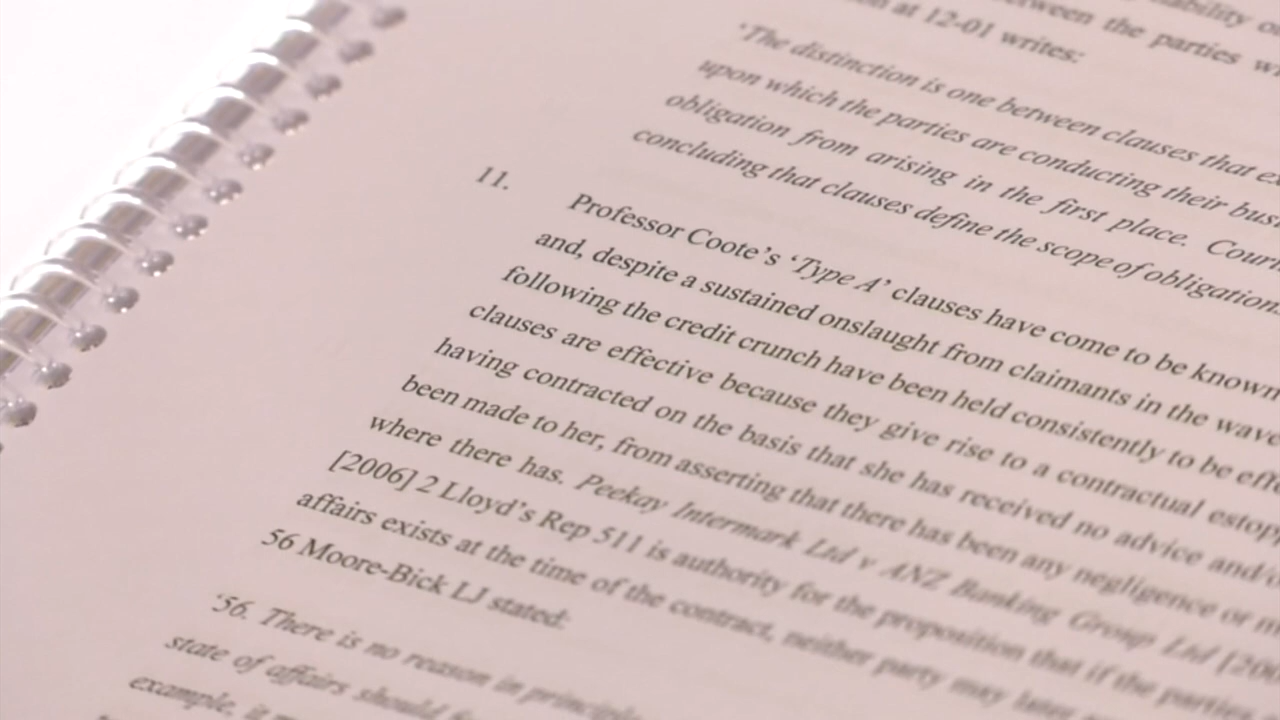 between the parties
at 12-01 writes:
'The distinction is one between clauses that
upon which the parties are conducting their
obligation from arising in the first place.
concluding that clauses define the scope of obligations
11.
Professor Coote's 'Type A' clauses have come to be known
and, despite a sustained onslaught from claimants in the wave
following the credit crunch have been held consistently to be
clauses are effective because they give rise to a contractual
having contracted on the basis that she has received no advice
been made to her, from asserting that there has been any negligence or
where there has. Peekay Intermark Ltd v ANZ Banking Group Ltd
[2006] 2 Lloyd's Rep 511 is authority for the proposition that if the parties
affairs exists at the time of the contract, neither party may later
56 Moore-Bick LJ stated:
'56. There is no reason in principle
state of affairs should
example, it